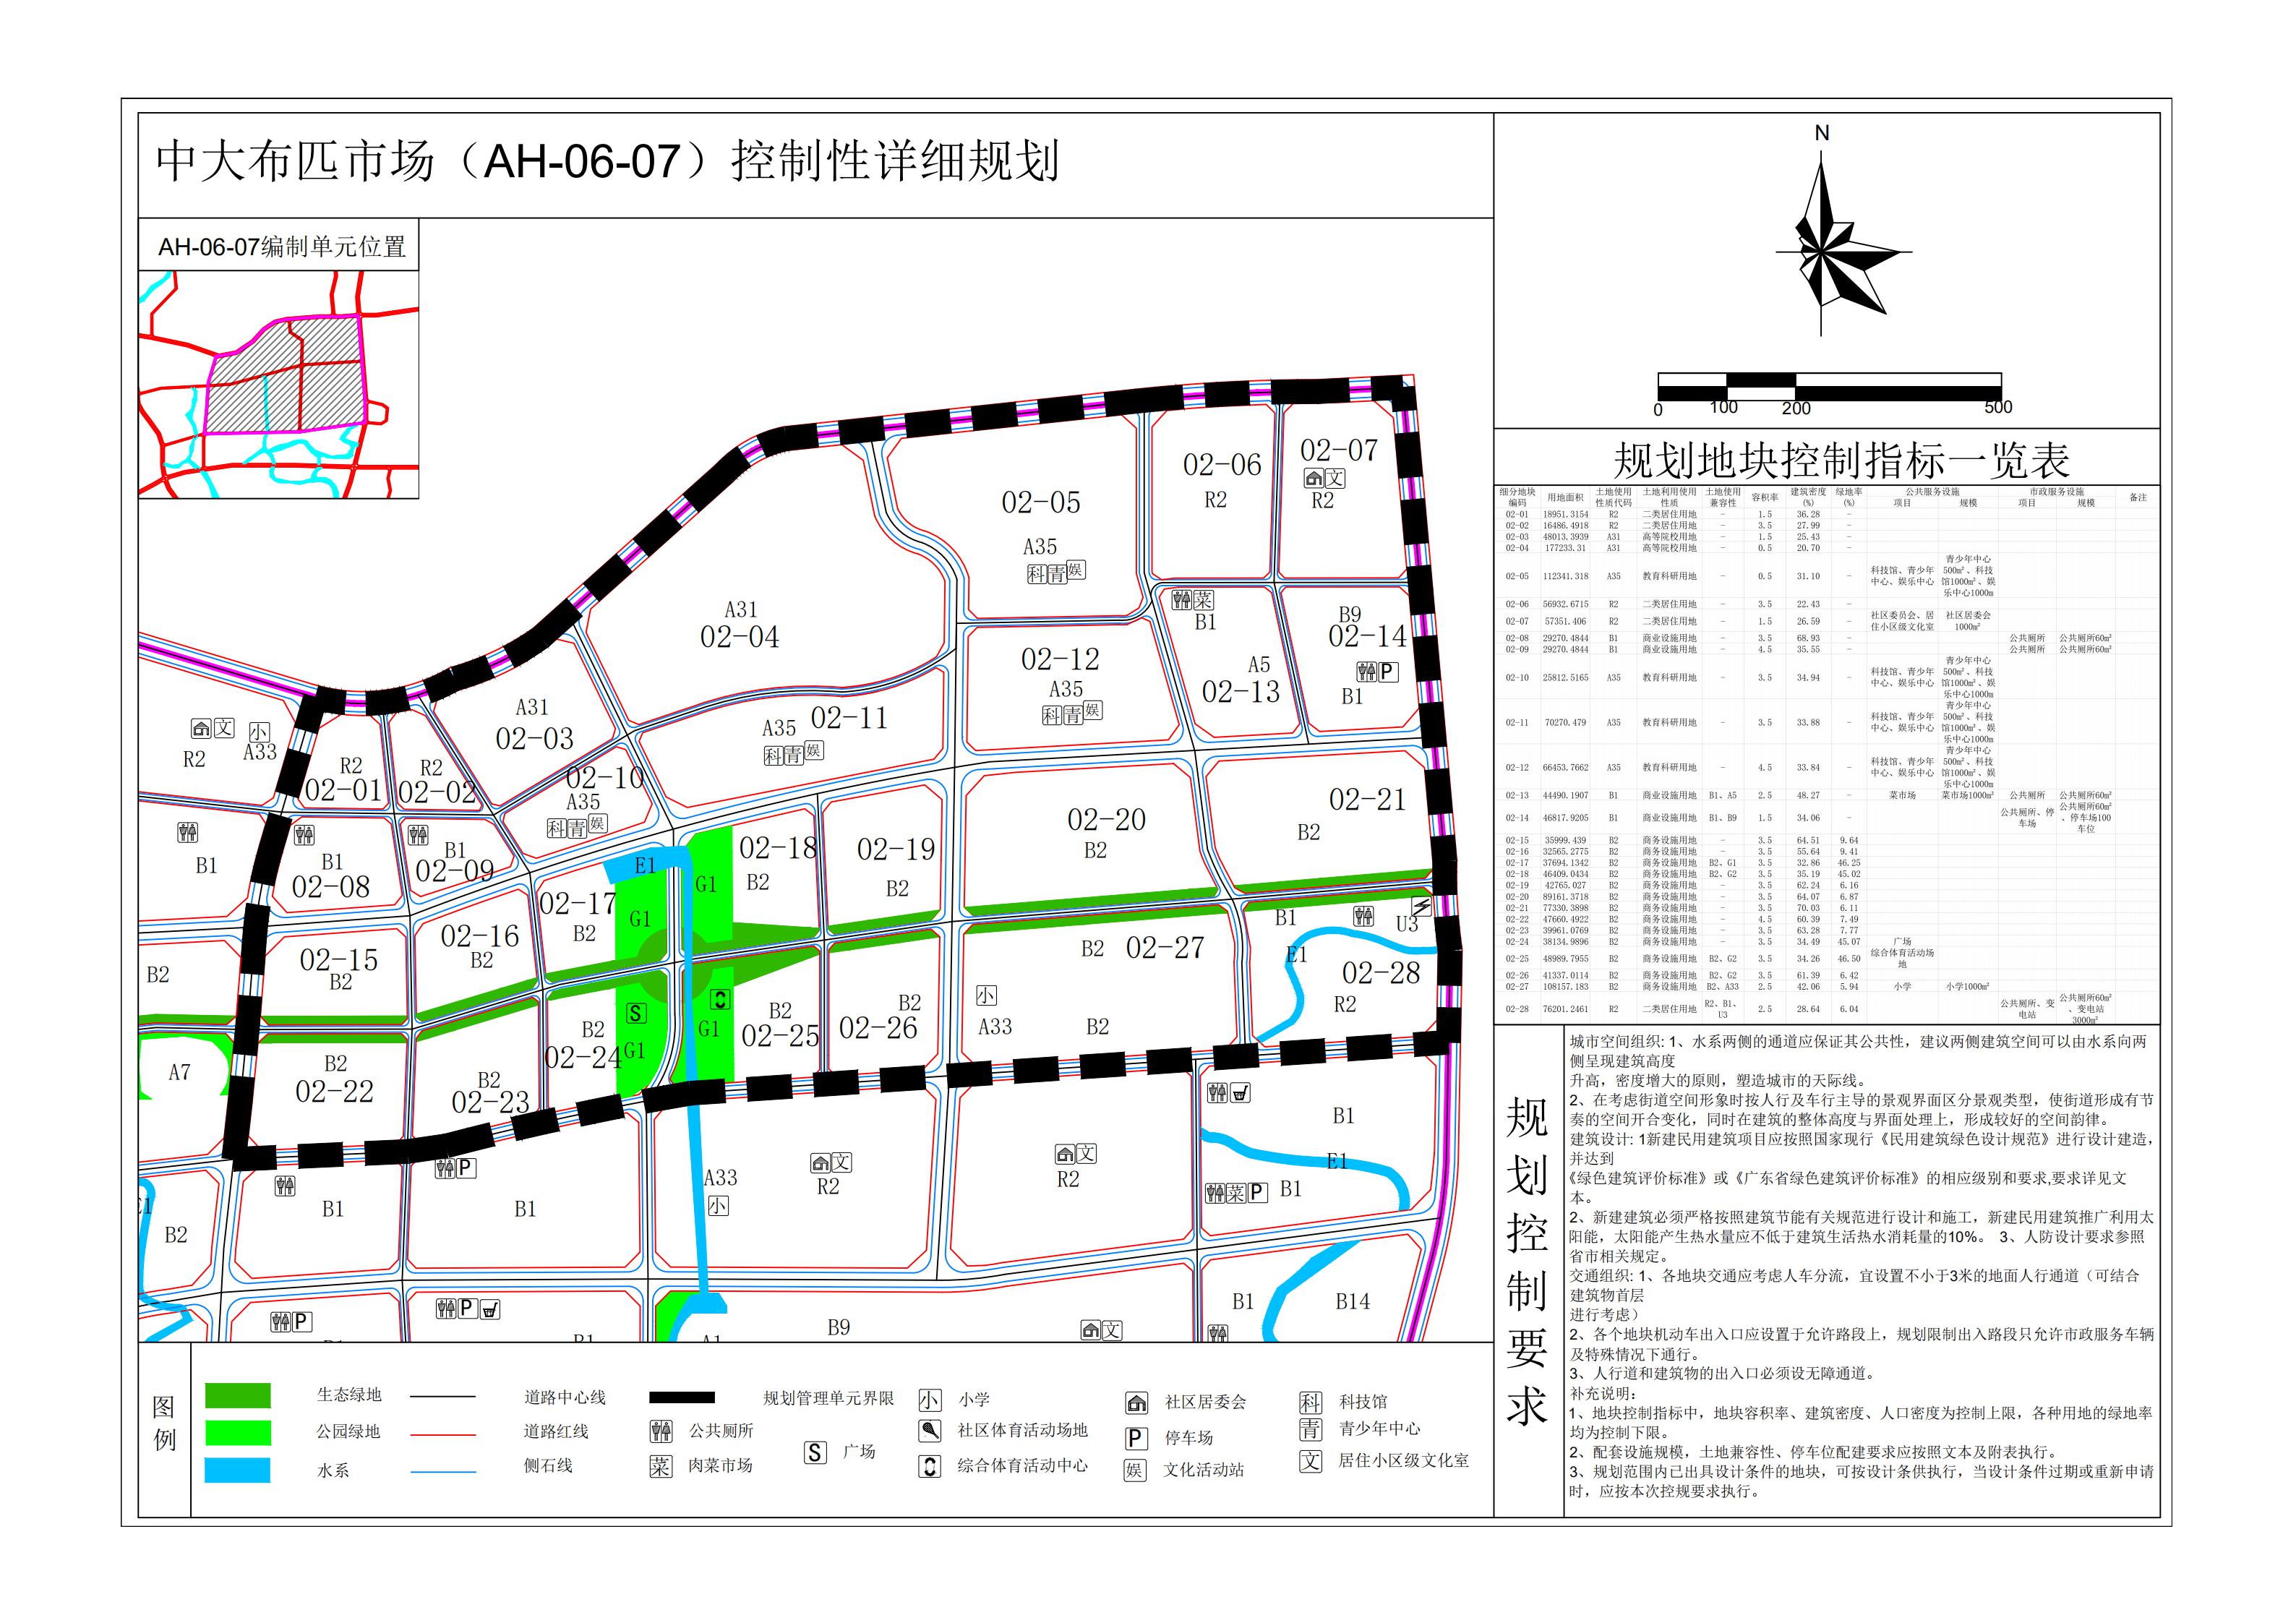 中大布匹市场（AH-06-07）控制性详细规划
AH-06-07编制单元位置
02-05
A35
科 青 娱
02-06
R2
02-07
文
R2
A31
02-04
菜
B1
B9
02-14
P
B1
02-12
A35
科 青 娱
A5
02-13
A31
02-03
A35
02-11
科 青 娱
文 小
R2
A33
R2
02-01
R2
02-02
02-10
A35
科 青 娱
B1
B1
02-08
B1
02-09
E1
G1
02-18
B2
02-19
B2
02-20
B2
02-21
B2
02-17
B2
G1
B1
U3
E1
02-28
R2
B2
02-15
B2
02-16
B2
B2
02-27
小
A33
B2
A7
B2
02-22
B2
02-23
B2
02-24
S
G1
G1
B2
02-25
B2
02-26
P
B1
B1
E1
B2
A33
小
文
R2
文
R2
B1
E1
菜 P
B1
P
P
B1
A1
B9
文
B1
B14
图例
生态绿地
公园绿地
水系
道路中心线
道路红线
侧石线
规划管理单元界限
公共厕所
菜 肉菜市场
S 广场
小 小学
社区体育活动场地
综合体育活动中心
社区居委会
P 停车场
娱 文化活动站
科 科技馆
青 青少年中心
文 居住小区级文化室
N
0 100 200 500
规划地块控制指标一览表
细分地块编码 用地面积 土地使用性质代码 土地利用使用性质 土地使用兼容性 容积率 建筑密度(%) 绿地率(%) 公共服务设施 项目 规模 市政服务设施 项目 规模 备注
02-01 18951.3154 R2 二类居住用地 - 1.5 36.28 -
02-02 16486.4918 R2 二类居住用地 - 3.5 27.99 -
02-03 48013.3939 A31 高等院校用地 - 1.5 25.43 -
02-04 177233.31 A31 高等院校用地 - 0.5 20.70 -
02-05 112341.318 A35 教育科研用地 - 0.5 31.10 - 科技馆、青少年中心、娱乐中心 青少年中心500m²、科技馆1000m²、娱乐中心1000m
02-06 56932.6715 R2 二类居住用地 - 3.5 22.43 -
02-07 57351.406 R2 二类居住用地 - 1.5 26.59 - 社区委员会、居住小区级文化室 社区居委会1000m²
02-08 29270.4844 B1 商业设施用地 - 3.5 68.93 - 公共厕所 公共厕所60m²
02-09 29270.4844 B1 商业设施用地 - 4.5 35.55 - 公共厕所 公共厕所60m²
02-10 25812.5165 A35 教育科研用地 - 3.5 34.94 - 科技馆、青少年中心、娱乐中心 青少年中心500m²、科技馆1000m²、娱乐中心1000m
02-11 70270.479 A35 教育科研用地 - 3.5 33.88 - 科技馆、青少年中心、娱乐中心 青少年中心500m²、科技馆1000m²、娱乐中心1000m
02-12 66453.7662 A35 教育科研用地 - 4.5 33.84 - 科技馆、青少年中心、娱乐中心 青少年中心500m²、科技馆1000m²、娱乐中心1000m
02-13 44490.1907 B1 商业设施用地 B1、A5 2.5 48.27 - 菜市场 菜市场1000m² 公共厕所 公共厕所60m²
02-14 46817.9205 B1 商业设施用地 B1、B9 1.5 34.06 - 公共厕所、停车场 公共厕所60m²、停车场100车位
02-15 35999.439 B2 商务设施用地 - 3.5 64.51 9.64
02-16 32565.2775 B2 商务设施用地 - 3.5 55.64 9.41
02-17 37694.1342 B2 商务设施用地 B2、G1 3.5 32.86 46.25
02-18 46409.0434 B2 商务设施用地 B2、G2 3.5 35.19 45.02
02-19 42765.027 B2 商务设施用地 - 3.5 62.24 6.16
02-20 89161.3718 B2 商务设施用地 - 3.5 64.07 6.87
02-21 77330.3898 B2 商务设施用地 - 3.5 70.03 6.11
02-22 47660.4922 B2 商务设施用地 - 4.5 60.39 7.49
02-23 39961.0769 B2 商务设施用地 - 3.5 63.28 7.77
02-24 38134.9896 B2 商务设施用地 - 3.5 34.49 45.07 广场
02-25 48989.7955 B2 商务设施用地 B2、G2 3.5 34.26 46.50 综合体育活动场地
02-26 41337.0114 B2 商务设施用地 B2、G2 3.5 61.39 6.42
02-27 108157.183 B2 商务设施用地 B2、A33 2.5 42.06 5.94 小学 小学1000m²
02-28 76201.2461 R2 二类居住用地 R2、B1、U3 2.5 28.64 6.04 公共厕所、变电站 公共厕所60m²、变电站3000m²
规划控制要求
城市空间组织: 1、水系两侧的通道应保证其公共性，建议两侧建筑空间可以由水系向两
侧呈现建筑高度
升高，密度增大的原则，塑造城市的天际线。
2、在考虑街道空间形象时按人行及车行主导的景观界面区分景观类型，使街道形成有节
奏的空间开合变化，同时在建筑的整体高度与界面处理上，形成较好的空间韵律。
建筑设计: 1新建民用建筑项目应按照国家现行《民用建筑绿色设计规范》进行设计建造，
并达到
《绿色建筑评价标准》或《广东省绿色建筑评价标准》的相应级别和要求,要求详见文
本。
2、新建建筑必须严格按照建筑节能有关规范进行设计和施工，新建民用建筑推广利用太
阳能，太阳能产生热水量应不低于建筑生活热水消耗量的10%。 3、人防设计要求参照
省市相关规定。
交通组织: 1、各地块交通应考虑人车分流，宜设置不小于3米的地面人行通道（可结合
建筑物首层
进行考虑）
2、各个地块机动车出入口应设置于允许路段上，规划限制出入路段只允许市政服务车辆
及特殊情况下通行。
3、人行道和建筑物的出入口必须设无障碍通道。
补充说明:
1、地块控制指标中，地块容积率、建筑密度、人口密度为控制上限，各种用地的绿地率
均为控制下限。
2、配套设施规模，土地兼容性、停车位配建要求应按照文本及附表执行。
3、规划范围内已出具设计条件的地块，可按设计条供执行，当设计条件过期或重新申请
时，应按本次控规要求执行。